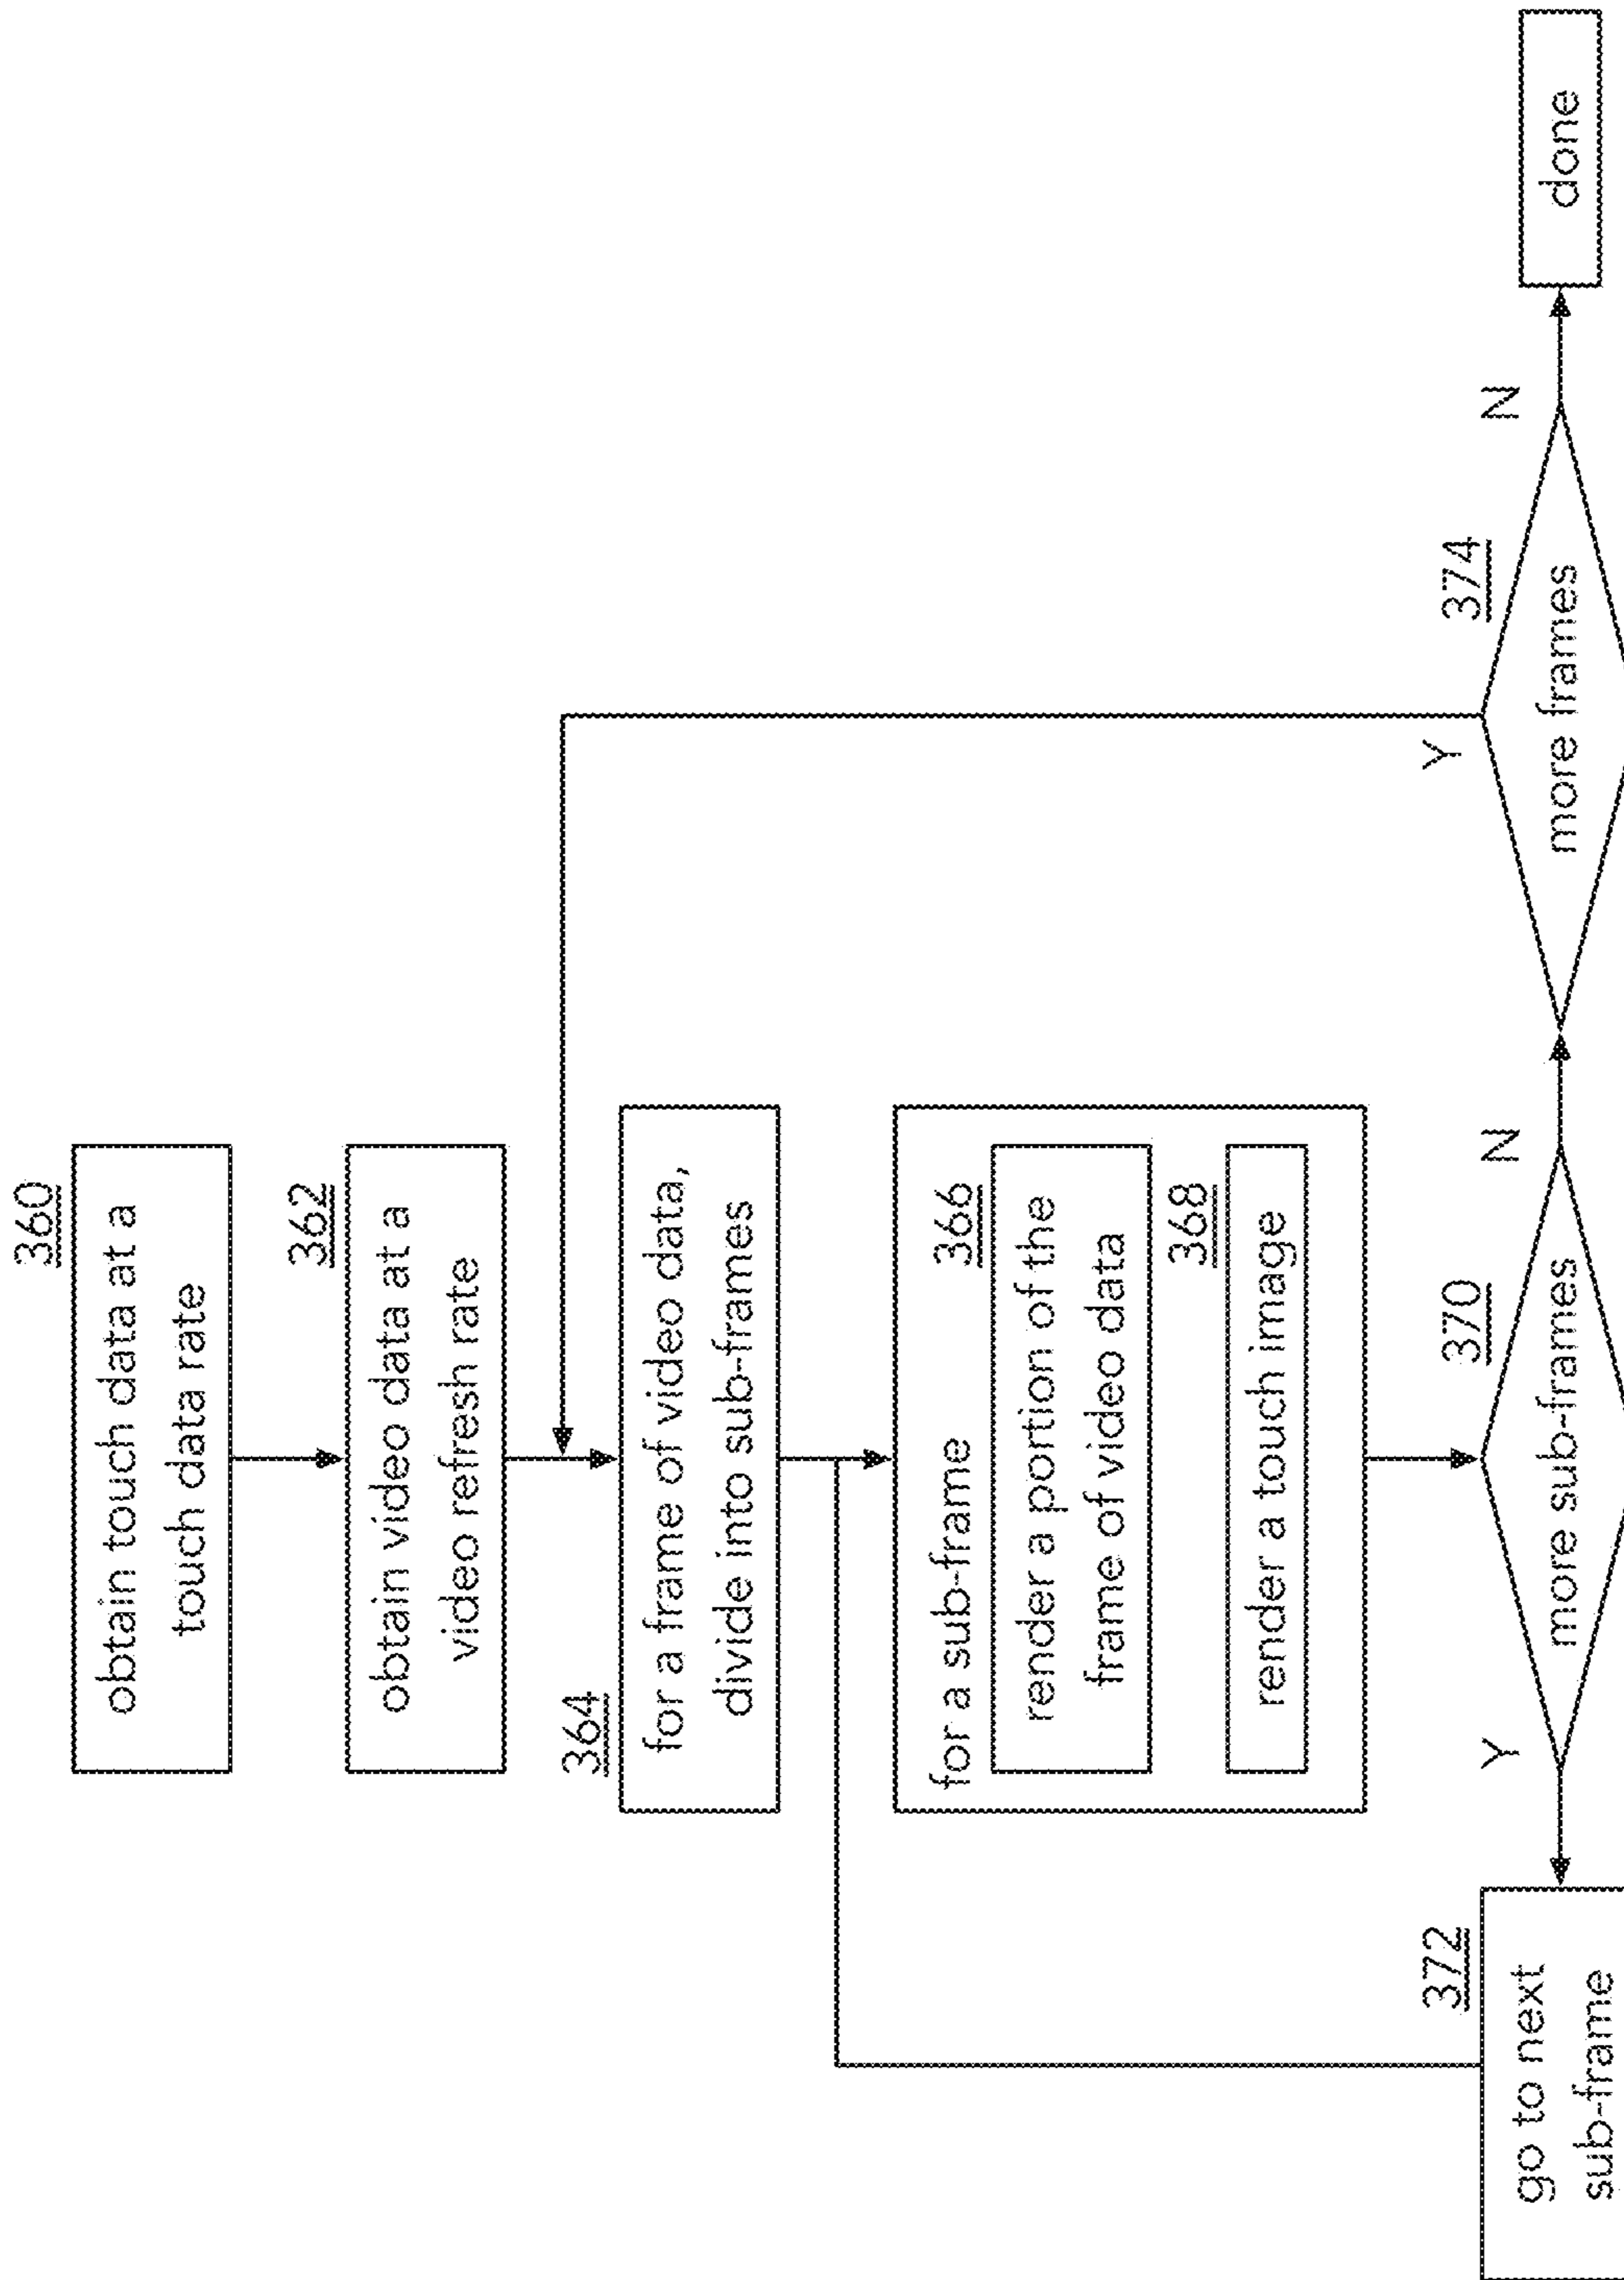 360
obtain touch data at a
touch data rate
362
obtain video data at a
video refresh rate
364
for a frame of video data,
divide into sub-frames
for a sub-frame
366
render a portion of the
frame of video data
368
render a touch image
370
more sub-frames
Y
N
372
go to next
sub-frame
374
more frames
Y
N
done